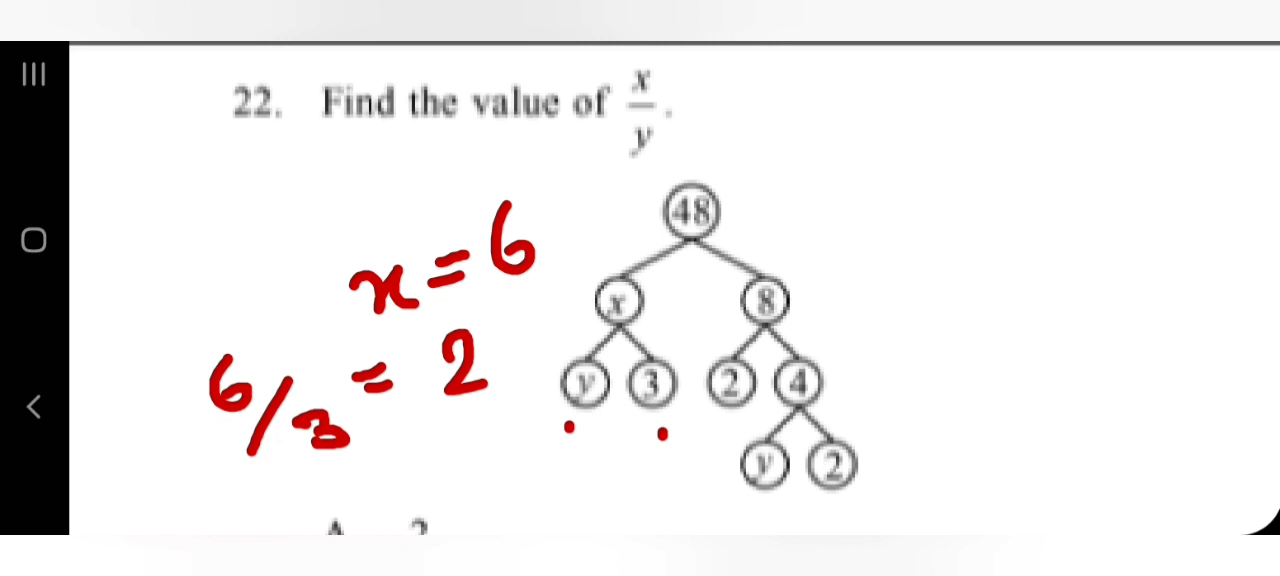 22. Find the value of x/y.
48
x = 6
x 8
6/3 = 2
y 3 2 4
y 2